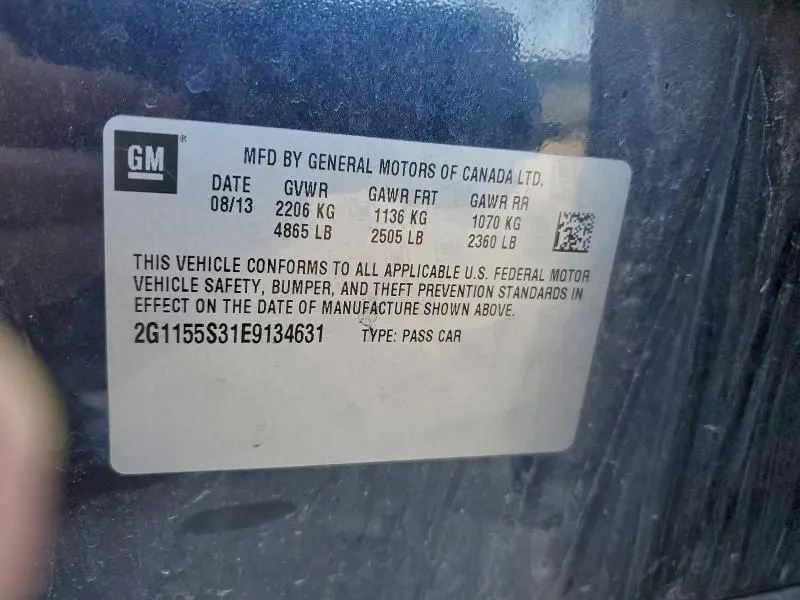 GM ®
MFD BY GENERAL MOTORS OF CANADA LTD.
DATE GVWR GAWR FRT GAWR RR
08/13 2206 KG 1136 KG 1070 KG
4865 LB 2505 LB 2360 LB
THIS VEHICLE CONFORMS TO ALL APPLICABLE U.S. FEDERAL MOTOR
VEHICLE SAFETY, BUMPER, AND THEFT PREVENTION STANDARDS IN
EFFECT ON THE DATE OF MANUFACTURE SHOWN ABOVE.
2G1155S31E9134631 TYPE: PASS CAR